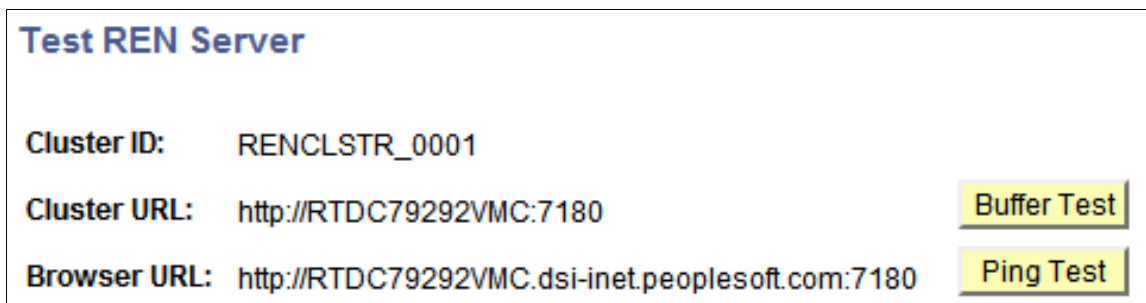 Test REN Server
Cluster ID: RENCLSTR_0001
Cluster URL: http://RTDC79292VMC:7180 Buffer Test
Browser URL: http://RTDC79292VMC.dsi-inet.peoplesoft.com:7180 Ping Test